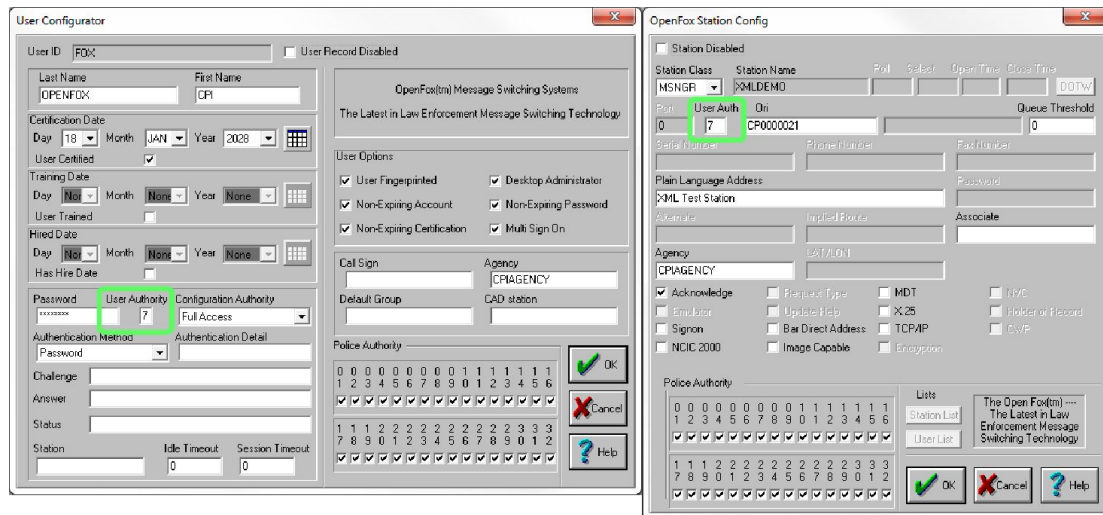 User Configurator
User ID FOX User Record Disabled
Last Name First Name
OPENFOX CPI
Certification Date
Day 18 Month JAN Year 2028
User Certified
Training Date
Day Nor Month None Year None
User Trained
Hired Date
Day Nor Month None Year None
Has Hire Date
Password User Authority Configuration Authority
******** 7 Full Access
Authentication Method Authentication Detail
Password
Challenge
Answer
Status
Station Idle Timeout Session Timeout
0 0
OpenFox(tm) Message Switching Systems
The Latest in Law Enforcement Message Switching Technology
User Options
User Fingerprinted Desktop Administrator
Non-Expiring Account Non-Expiring Password
Non-Expiring Certification Multi Sign On
Call Sign Agency
CPIAGENCY
Default Group CAD station
Police Authority
0 0 0 0 0 0 0 0 0 1 1 1 1 1 1 1
1 2 3 4 5 6 7 8 9 0 1 2 3 4 5 6
1 1 1 2 2 2 2 2 2 2 2 2 2 3 3 3
7 8 9 0 1 2 3 4 5 6 7 8 9 0 1 2
OK
Cancel
Help
OpenFox Station Config
Station Disabled
Station Class Station Name Poll Select Open Time Close Time
MSNGR XMLDEMO DOTW
Port User Auth Ori Queue Threshold
0 7 CP0000021 0
Serial Number Phone Number Fax Number
Plain Language Address Password
XML Test Station
Alternate Implied Route Associate
Agency LAT/LON
CPIAGENCY
Acknowledge Request Type MDT NVC
Emulator Update Help X.25 Holder of Record
Signon Bar Direct Address TCP/IP CWP
NCIC 2000 Image Capable Encryption
Police Authority
0 0 0 0 0 0 0 0 0 1 1 1 1 1 1 1
1 2 3 4 5 6 7 8 9 0 1 2 3 4 5 6
1 1 1 2 2 2 2 2 2 2 2 2 2 3 3 3
7 8 9 0 1 2 3 4 5 6 7 8 9 0 1 2
Lists
Station List
User List
The Open Fox(tm) ----
The Latest in Law
Enforcement Message
Switching Technology
OK
Cancel
Help